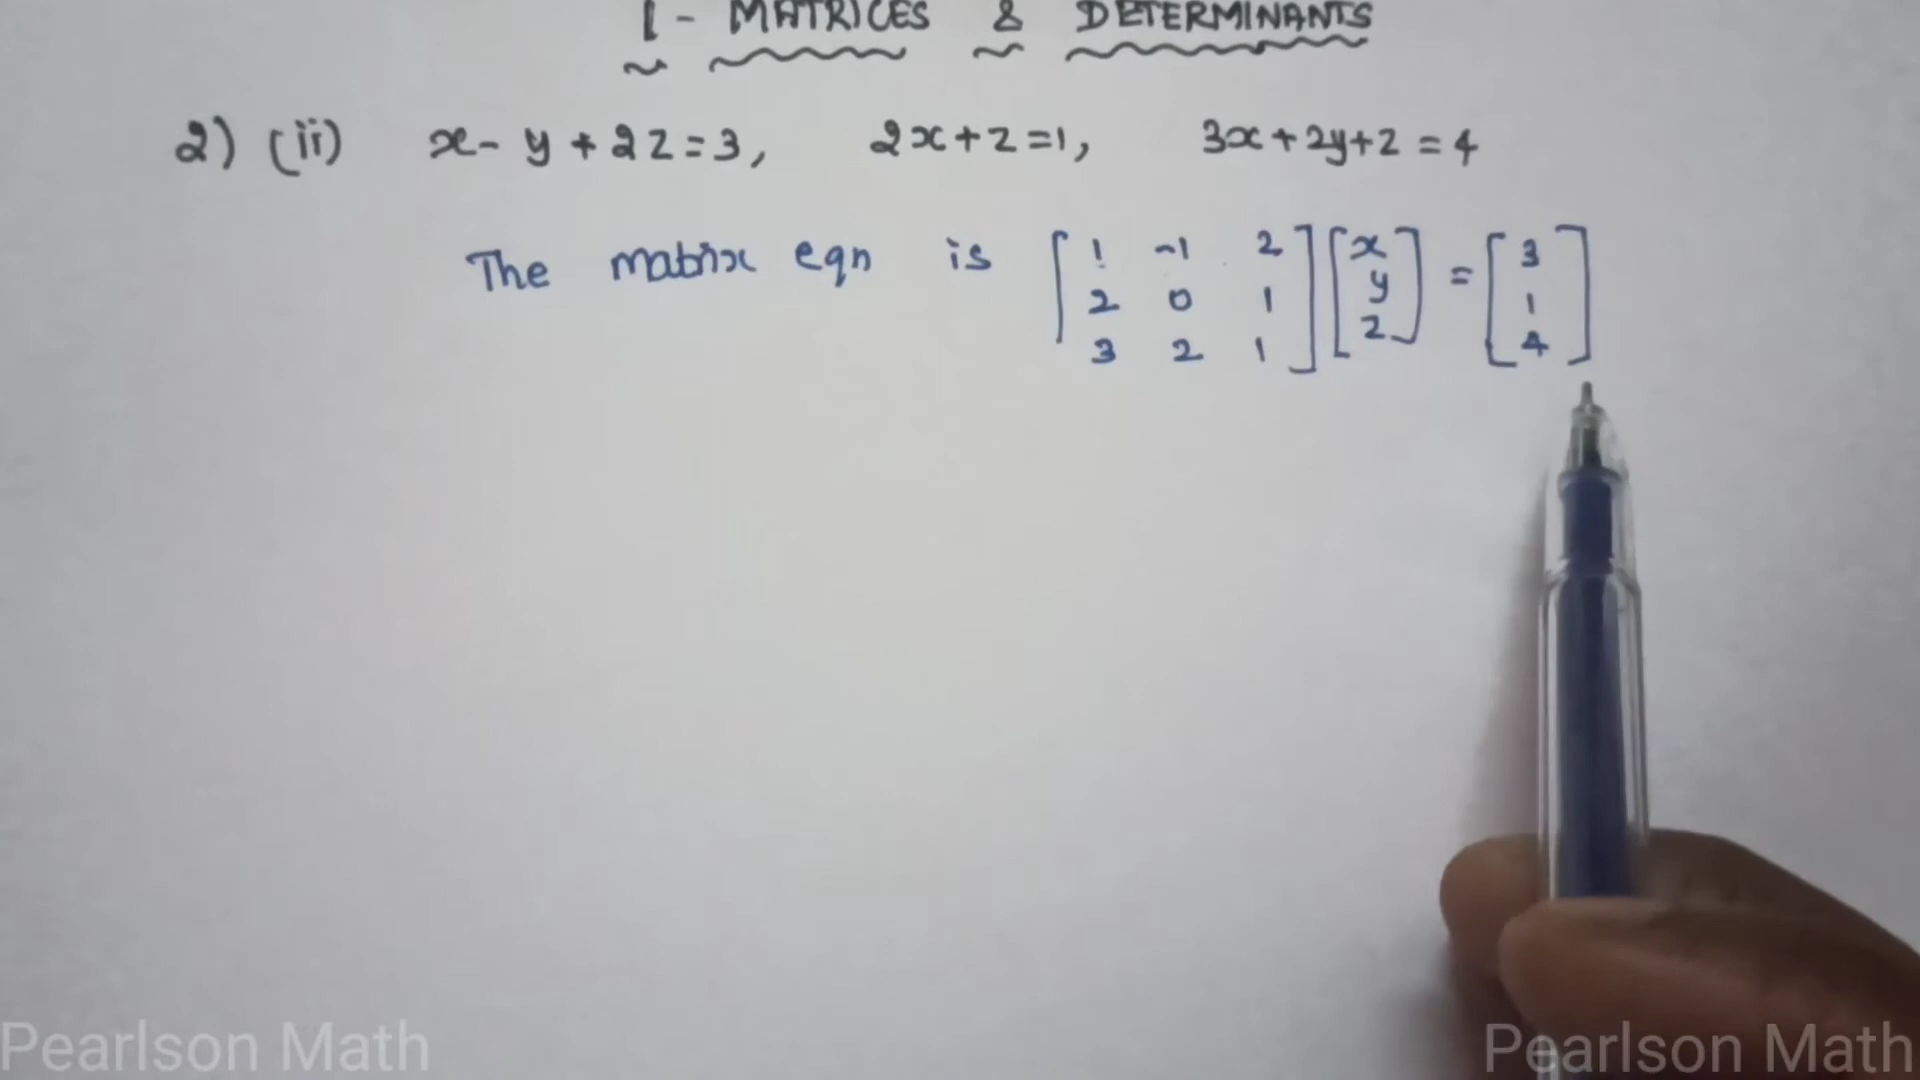 1 - MATRICES & DETERMINANTS
2) (ii) x - y + 2z = 3, 2x + z = 1, 3x + 2y + z = 4
The matrix eqn is [1 -1 2] [x] = [3]
[2 0 1] [y] [1]
[3 2 1] [z] [4]
Pearlson Math Pearlson Math